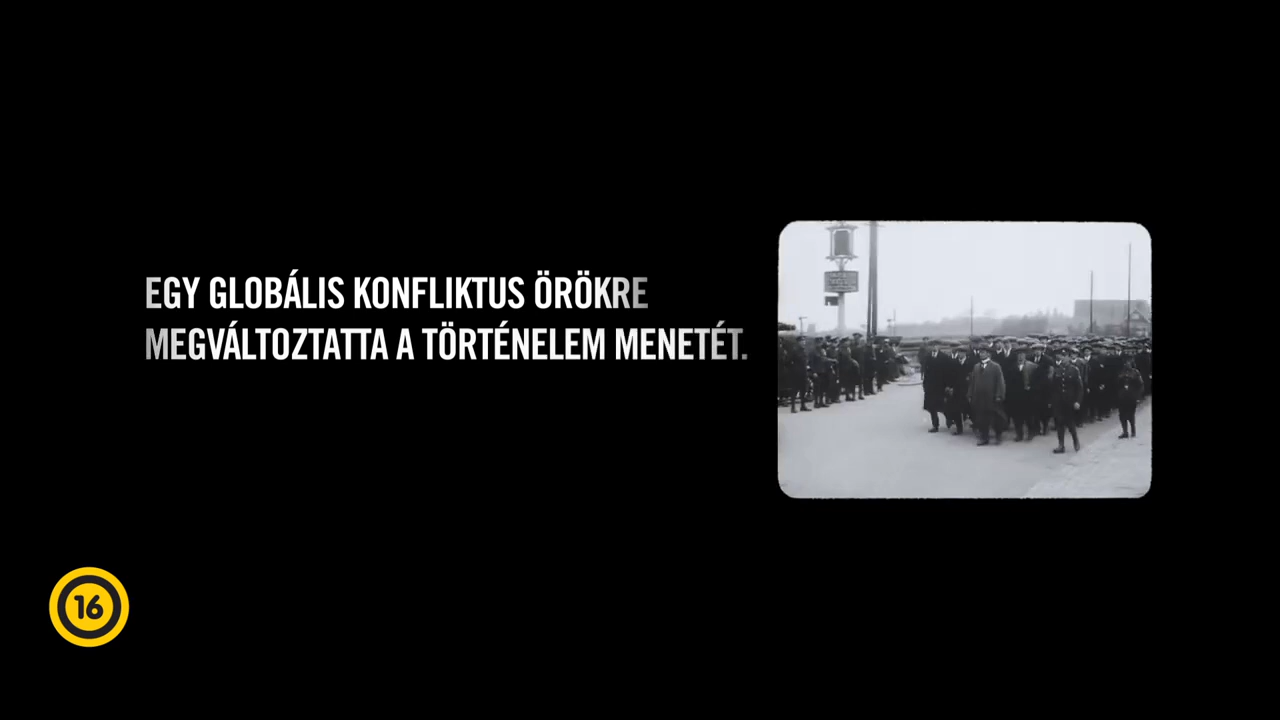 EGY GLOBÁLIS KONFLIKTUS ÖRÖKRE
MEGVÁLTOZTATTA A TÖRTÉNELEM MENETÉT.
16